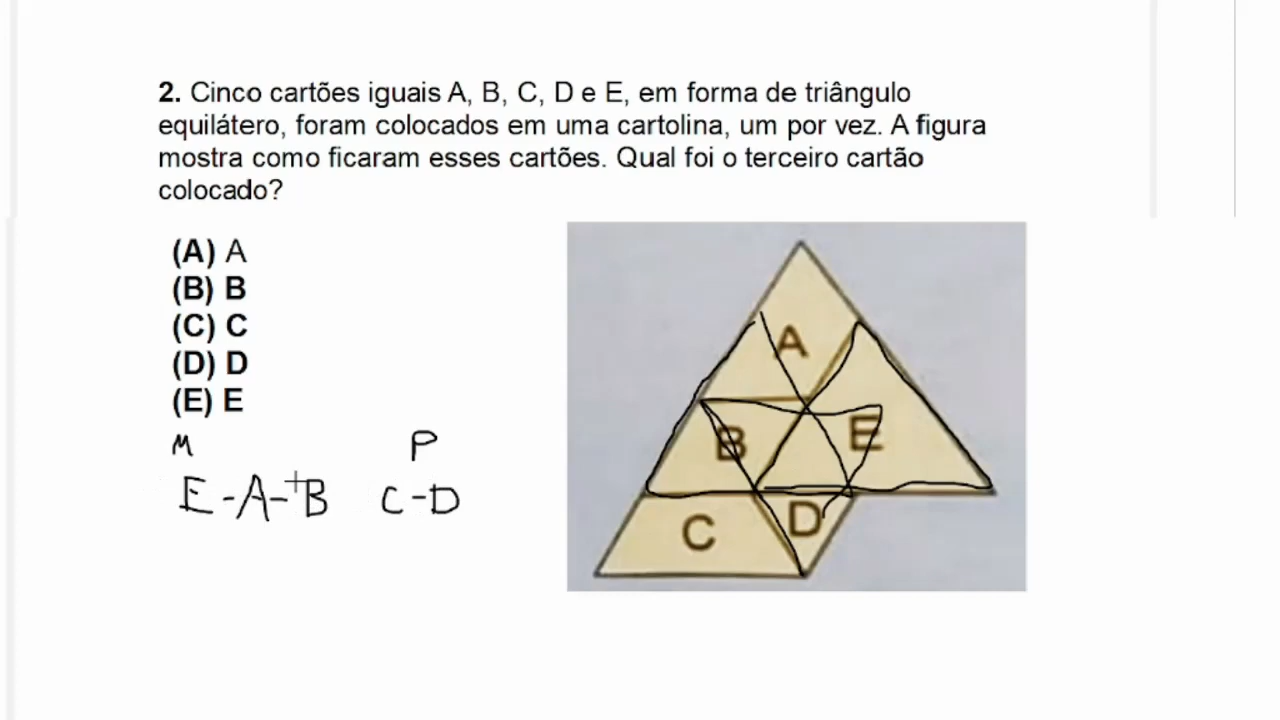 2. Cinco cartões iguais A, B, C, D e E, em forma de triângulo
equilátero, foram colocados em uma cartolina, um por vez. A figura
mostra como ficaram esses cartões. Qual foi o terceiro cartão
colocado?
(A) A
(B) B
(C) C
(D) D
(E) E
M P
E-A-+B C-D
A
B E
C D